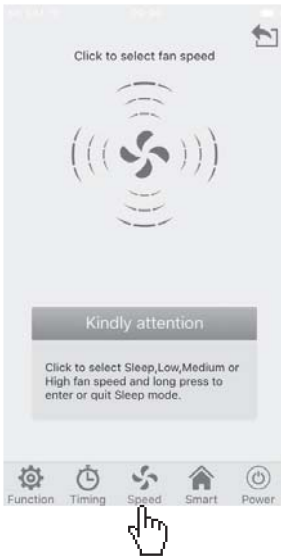 Click to select fan speed
Kindly attention
Click to select Sleep,Low,Medium or
High fan speed and long press to
enter or quit Sleep mode.
Function Timing Speed Smart Power